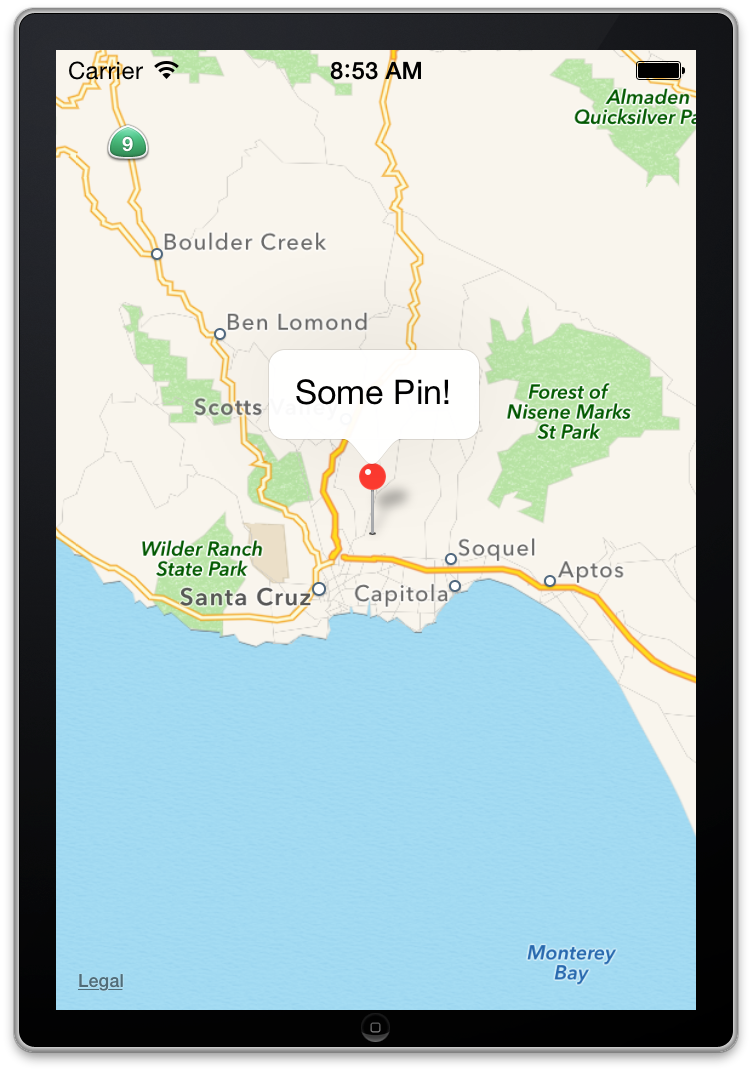 Carrier 8:53 AM
Almaden
Quicksilver Pa
9
Boulder Creek
Ben Lomond
Some Pin!
Scotts Valley
Forest of
Nisene Marks
St Park
Wilder Ranch
State Park
Soquel
Aptos
Santa Cruz
Capitola
Monterey
Bay
Legal